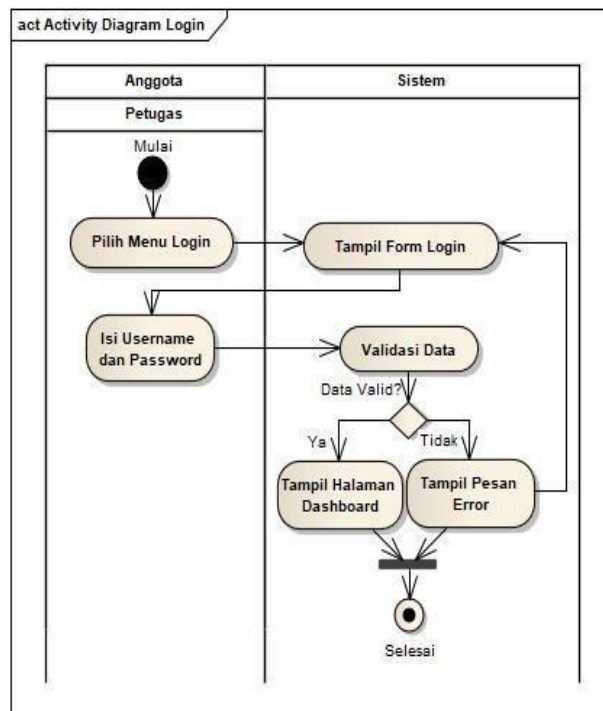 act Activity Diagram Login
Anggota
Sistem
Petugas
Mulai
Pilih Menu Login
Tampil Form Login
Isi Username
dan Password
Validasi Data
Data Valid?
Ya
Tidak
Tampil Halaman
Dashboard
Tampil Pesan
Error
Selesai